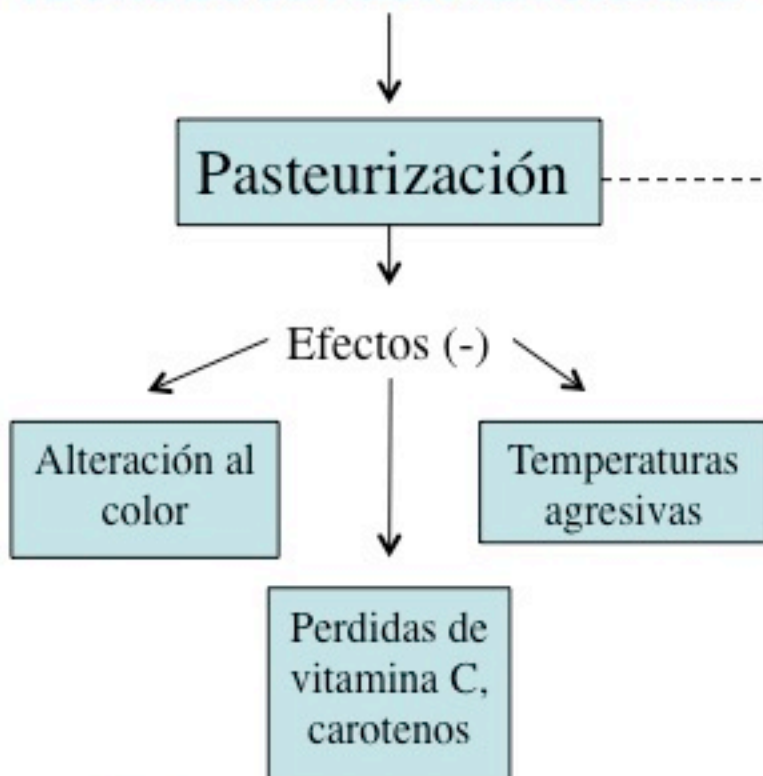 Pasteurización
Efectos (-)
Alteración al
color
Temperaturas
agresivas
Perdidas de
vitamina C,
carotenos